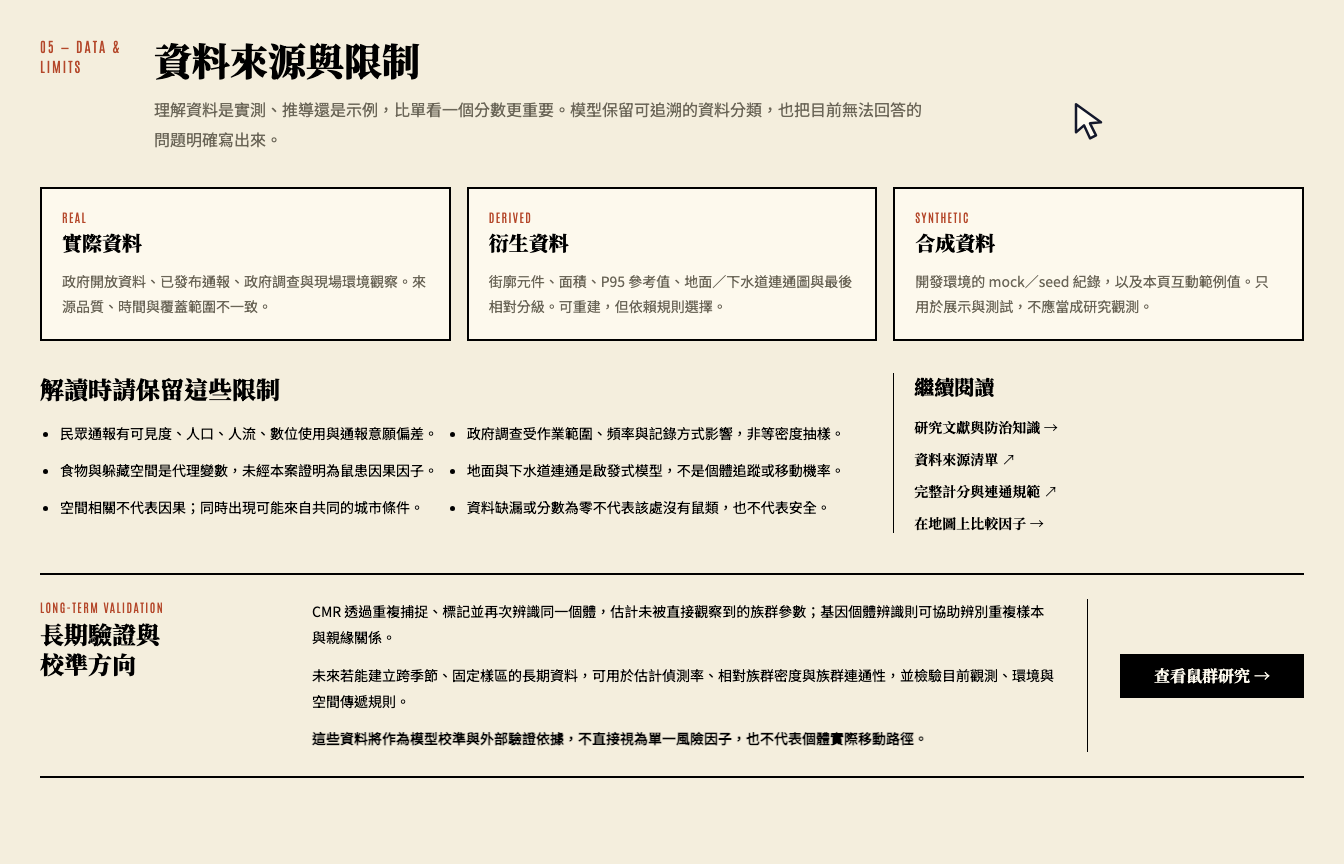 05 — DATA &
LIMITS
資料來源與限制
理解資料是實測、推導還是示例，比單看一個分數更重要。模型保留可追溯的資料分類，也把目前無法回答的
問題明確寫出來。
REAL
實際資料
政府開放資料、已發布通報、政府調查與現場環境觀察。來
源品質、時間與覆蓋範圍不一致。
DERIVED
衍生資料
街廓元件、面積、P95 參考值、地面／下水道連通圖與最後
相對分級。可重建，但依賴規則選擇。
SYNTHETIC
合成資料
開發環境的 mock／seed 紀錄，以及本頁互動範例值。只
用於展示與測試，不應當成研究觀測。
解讀時請保留這些限制
• 民眾通報有可見度、人口、人流、數位使用與通報意願偏差。
• 政府調查受作業範圍、頻率與記錄方式影響，非等密度抽樣。
• 食物與躲藏空間是代理變數，未經本案證明為鼠患因果因子。
• 地面與下水道連通是啟發式模型，不是個體追蹤或移動機率。
• 空間相關不代表因果；同時出現可能來自共同的城市條件。
• 資料缺漏或分數為零不代表該處沒有鼠類，也不代表安全。
繼續閱讀
研究文獻與防治知識 →
資料來源清單 ↗
完整計分與連通規範 ↗
在地圖上比較因子 →
LONG-TERM VALIDATION
長期驗證與
校準方向
CMR 透過重複捕捉、標記並再次辨識同一個體，估計未被直接觀察到的族群參數；基因個體辨識則可協助辨別重複樣本
與親緣關係。
未來若能建立跨季節、固定樣區的長期資料，可用於估計偵測率、相對族群密度與族群連通性，並檢驗目前觀測、環境與
空間傳遞規則。
這些資料將作為模型校準與外部驗證依據，不直接視為單一風險因子，也不代表個體實際移動路徑。
查看鼠群研究 →